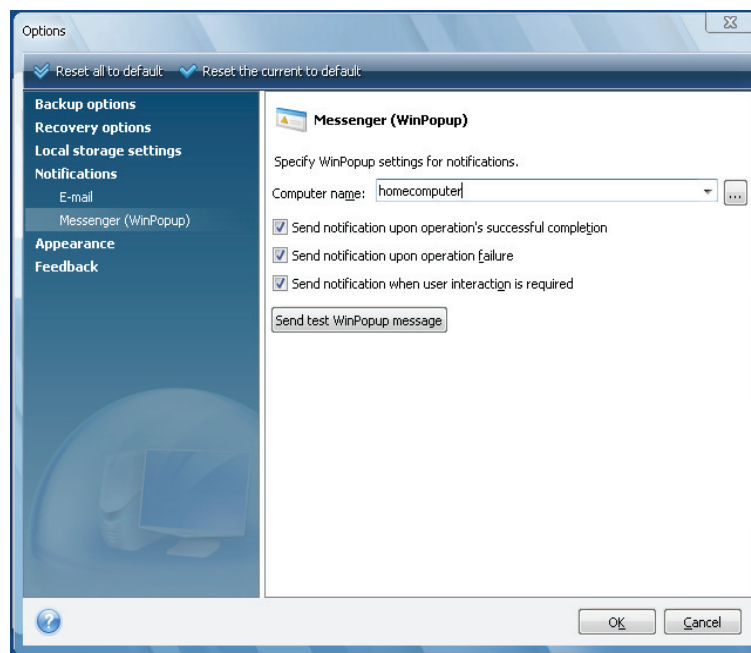 Options
Reset all to default Reset the current to default
Backup options
Recovery options
Local storage settings
Notifications
E-mail
Messenger (WinPopup)
Appearance
Feedback
Messenger (WinPopup)
Specify WinPopup settings for notifications.
Computer name: homecomputer ...
Send notification upon operation's successful completion
Send notification upon operation failure
Send notification when user interaction is required
Send test WinPopup message
? OK Cancel